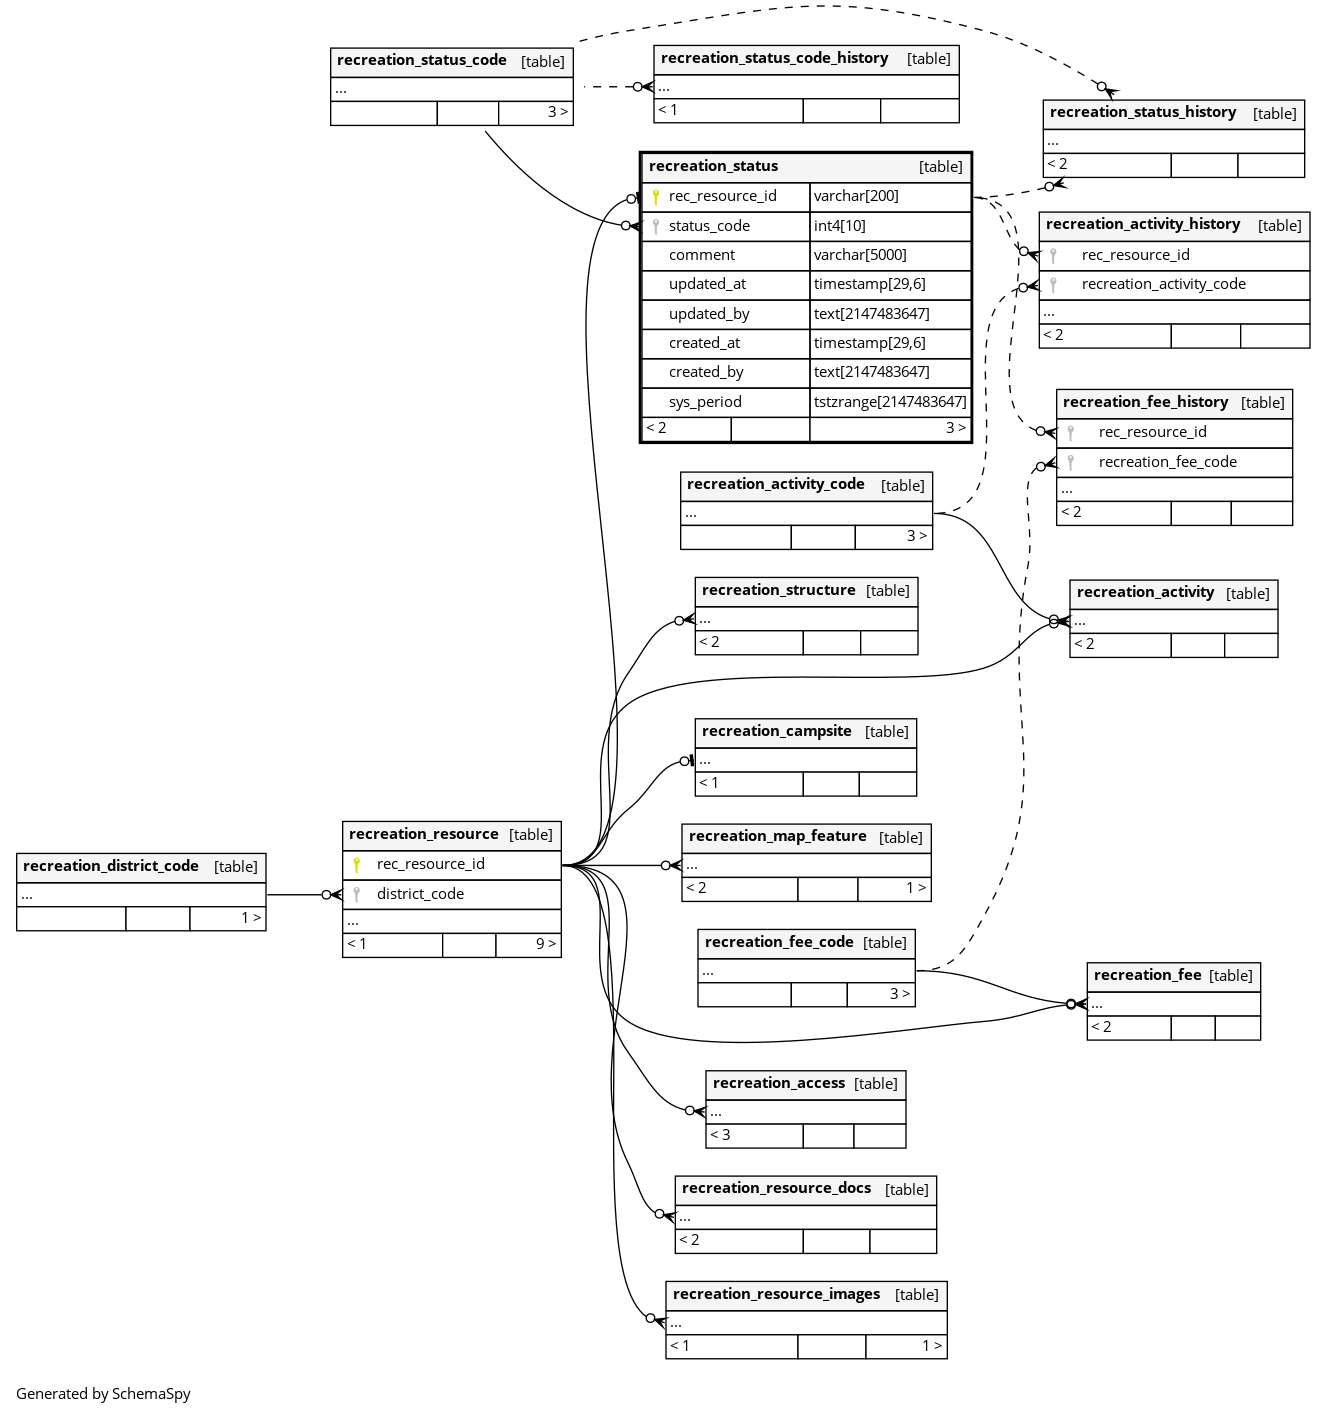 recreation_status_code [table]
...
3 >
recreation_status_code_history [table]
...
< 1
recreation_status_history [table]
...
< 2
recreation_status [table]
rec_resource_id varchar[200]
status_code int4[10]
comment varchar[5000]
updated_at timestamp[29,6]
updated_by text[2147483647]
created_at timestamp[29,6]
created_by text[2147483647]
sys_period tstzrange[2147483647]
< 2 3 >
recreation_activity_history [table]
rec_resource_id
recreation_activity_code
...
< 2
recreation_fee_history [table]
rec_resource_id
recreation_fee_code
...
< 2
recreation_activity_code [table]
...
3 >
recreation_structure [table]
...
< 2
recreation_activity [table]
...
< 2
recreation_campsite [table]
...
< 1
recreation_district_code [table]
...
1 >
recreation_resource [table]
rec_resource_id
district_code
...
< 1 9 >
recreation_map_feature [table]
...
< 2 1 >
recreation_fee_code [table]
...
3 >
recreation_fee [table]
...
< 2
recreation_access [table]
...
< 3
recreation_resource_docs [table]
...
< 2
recreation_resource_images [table]
...
< 1 1 >
Generated by SchemaSpy